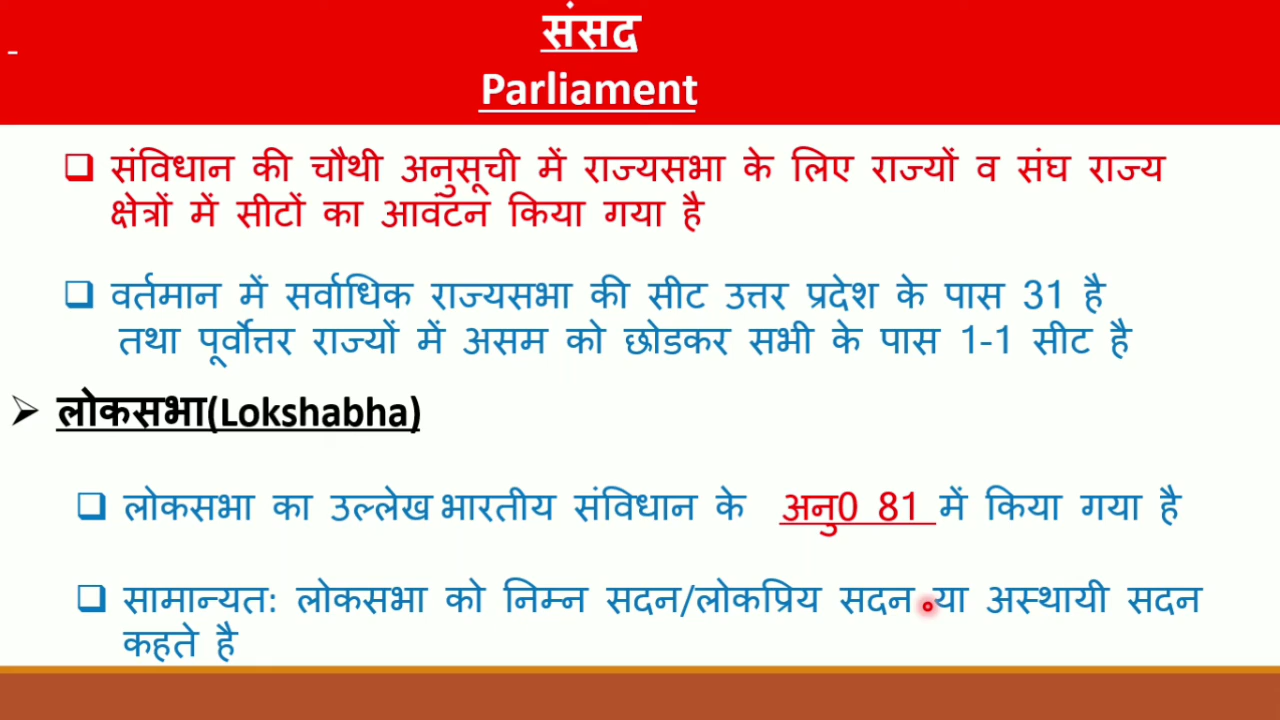 संसद
Parliament
संविधान की चौथी अनुसूची में राज्यसभा के लिए राज्यों व संघ राज्य
क्षेत्रों में सीटों का आवंटन किया गया है
वर्तमान में सर्वाधिक राज्यसभा की सीट उत्तर प्रदेश के पास 31 है
तथा पूर्वोत्तर राज्यों में असम को छोडकर सभी के पास 1-1 सीट है
लोकसभा(Lokshabha)
लोकसभा का उल्लेख भारतीय संविधान के अनु0 81 में किया गया है
सामान्यत: लोकसभा को निम्न सदन/लोकप्रिय सदन या अस्थायी सदन
कहते है